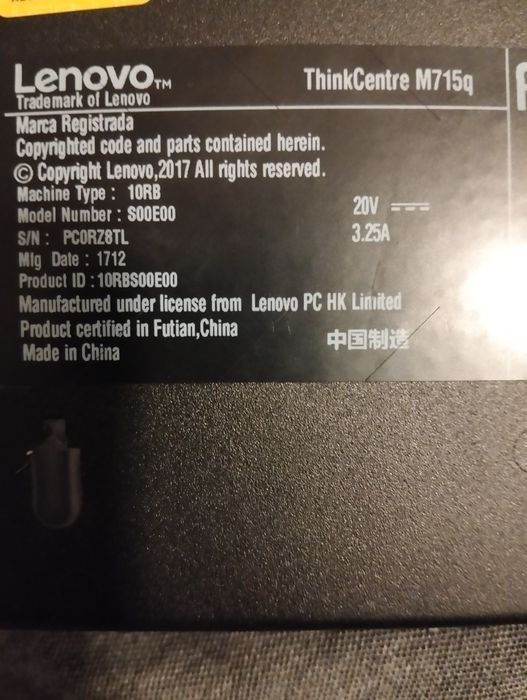 Lenovo™
ThinkCentre M715q
Trademark of Lenovo
Marca Registrada
Copyrighted code and parts contained herein.
© Copyright Lenovo,2017 All rights reserved.
Machine Type : 10RB
Model Number : S00E00
20V
S/N : PC0RZ8TL
3.25A
Mfg Date : 1712
Product ID :10RBS00E00
Manufactured under license from Lenovo PC HK Limited
Product certified in Futian,China
中国制造
Made in China